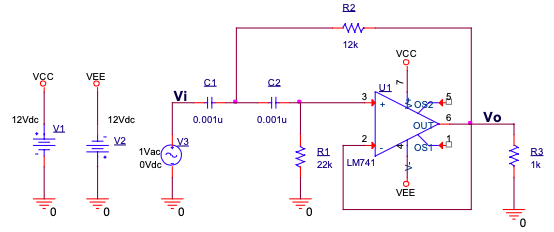 R2
12k
VCC
VEE
VCC
Vi
C1
C2
U1
7
3
+
OS2
5
12Vdc
12Vdc
0.001u
0.001u
OUT
6
Vo
V1
V2
1Vac
0Vdc
V3
R1
22k
2
-
4
OS1
1
LM741
V+
V-
VEE
R3
1k
0
0
0
0
0